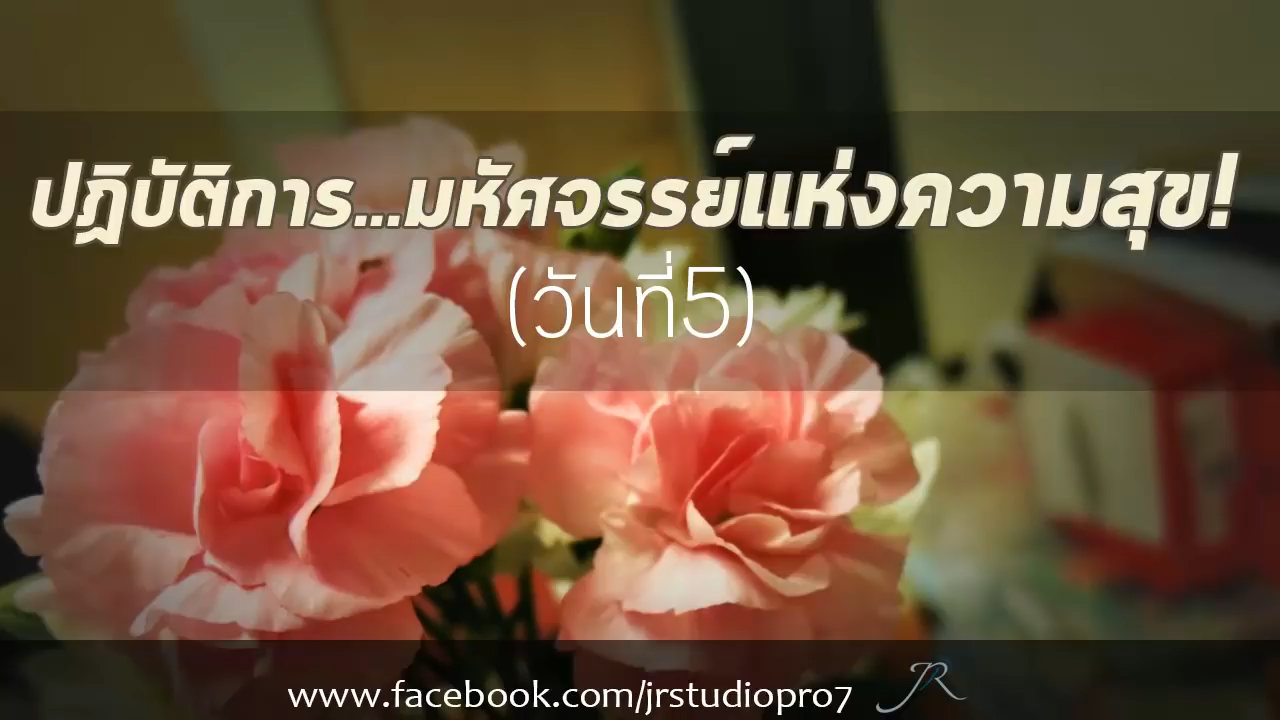 ปฏิบัติการ...มหัศจรรย์แห่งความสุข!
(วันที่5)
www.facebook.com/jrstudiopro7 JR